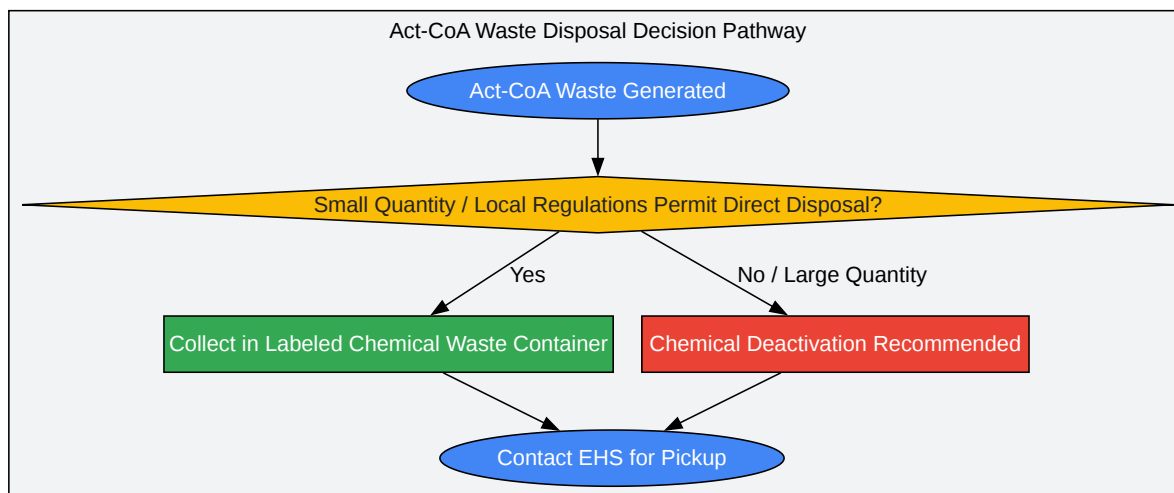 Act-CoA Waste Disposal Decision Pathway
Act-CoA Waste Generated
Small Quantity / Local Regulations Permit Direct Disposal?
Yes
No / Large Quantity
Collect in Labeled Chemical Waste Container
Chemical Deactivation Recommended
Contact EHS for Pickup